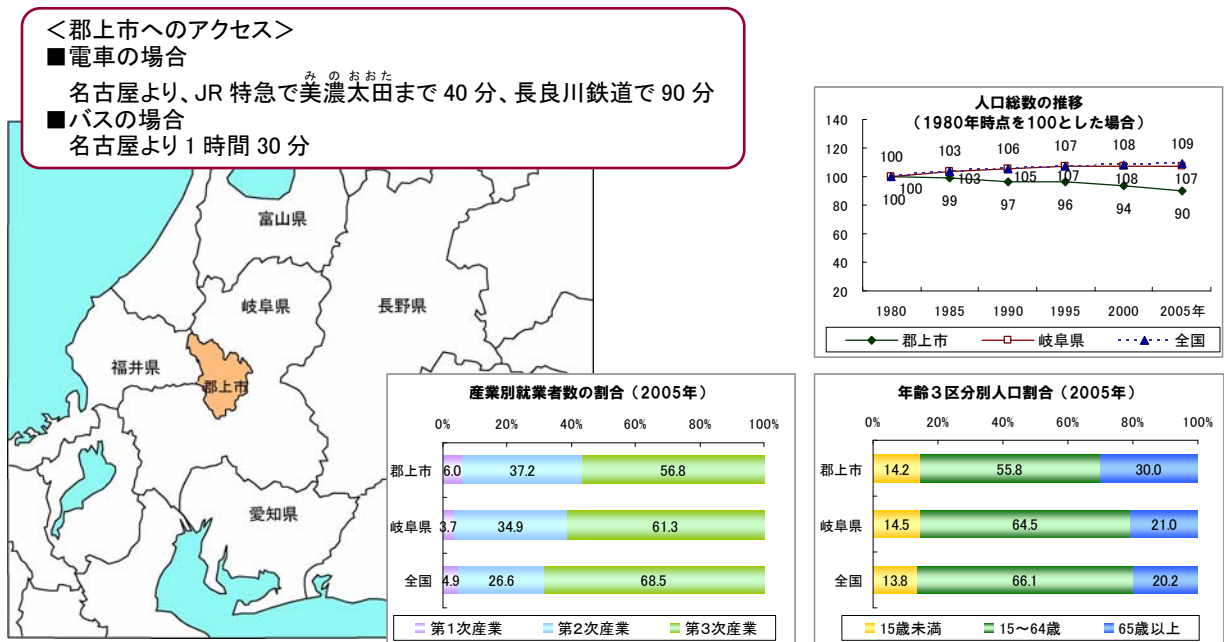 <郡上市へのアクセス>
■電車の場合
みのおおた
名古屋より、JR 特急で美濃太田まで 40 分、長良川鉄道で 90 分
■バスの場合
名古屋より 1 時間 30 分
富山県
岐阜県
長野県
福井県
郡上市
愛知県
人口総数の推移
(1980年時点を100とした場合)
140
120
100
80
60
40
20
100 103 106 107 108 109
100 103 105 107 108 107
100 99 97 96 94 90
1980 1985 1990 1995 2000 2005年
郡上市 岐阜県 全国
産業別就業者数の割合(2005年)
0% 20% 40% 60% 80% 100%
郡上市 6.0 37.2 56.8
岐阜県 3.7 34.9 61.3
全国 4.9 26.6 68.5
第1次産業 第2次産業 第3次産業
年齢3区分別人口割合(2005年)
0% 20% 40% 60% 80% 100%
郡上市 14.2 55.8 30.0
岐阜県 14.5 64.5 21.0
全国 13.8 66.1 20.2
15歳未満 15~64歳 65歳以上